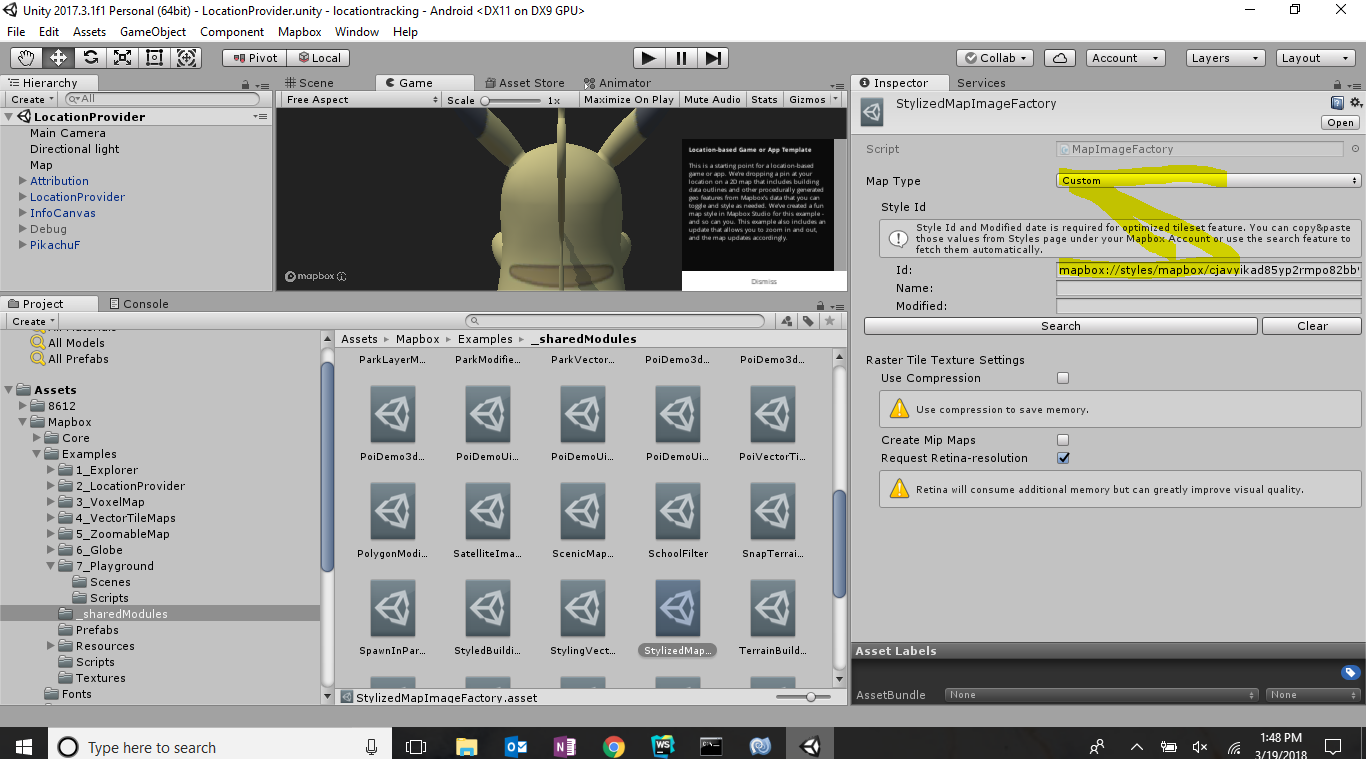 Unity 2017.3.1f1 _Personal (64bit) - LocationProvider.unity - locationtracking - Android <DX11 on DX9 GPU>
File Edit Assets GameObject Component Mapbox Window Help
Pivot Local
Collab Account Layers Layout
Hierarchy
Create All
LocationProvider
Main Camera
Directional light
Map
Attribution
LocationProvider
InfoCanvas
Debug
PikachuF
Scene Game Asset Store Animator
Free Aspect Scale 1x Maximize On Play Mute Audio Stats Gizmos
mapbox
Location-based Game or App Template
This is a starting point for a location-based
game or app. We're dropping a pin at your
location on a 2D map that includes building
data outlines and other procedurally generated
geo features from Mapbox's data that you can
toggle and style as needed. We've created a fun
map style in Mapbox Studio for this example -
and so can you. This example also includes an
update that allows you to zoom in and out,
and the map updates accordingly.
Dismiss
Project Console
Create
All Materials
All Models
All Prefabs
Assets
8612
Mapbox
Core
Examples
1_Explorer
2_LocationProvider
3_VoxelMap
4_VectorTileMaps
5_ZoomableMap
6_Globe
7_Playground
Scenes
Scripts
_sharedModules
Prefabs
Resources
Scripts
Textures
Fonts
Assets Mapbox Examples _sharedModules
ParkLayerM... ParkModifie... ParkVector... PoiDemo3d... PoiDemo3d...
PoiDemo3d... PoiDemoUi... PoiDemoUi... PoiDemoUi... PoiVectorTi...
PolygonModi... SatelliteIma... ScenicMap... SchoolFilter SnapTerrai...
SpawnInPar... StyledBuildi... StylingVect... StylizedMap... TerrainBuild...
StylizedMapImageFactory.asset
Inspector Services
StylizedMapImageFactory
Open
Script MapImageFactory
Map Type Custom
Style Id
Style Id and Modified date is required for optimized tileset feature. You can copy&paste
those values from Styles page under your Mapbox Account or use the search feature to
fetch them automatically.
Id: mapbox://styles/mapbox/cjavyikad85yp2rmpo82bb
Name:
Modified:
Search Clear
Raster Tile Texture Settings
Use Compression
Use compression to save memory.
Create Mip Maps
Request Retina-resolution
Retina will consume additional memory but can greatly improve visual quality.
Asset Labels
AssetBundle None None
Type here to search
1:48 PM
3/19/2018